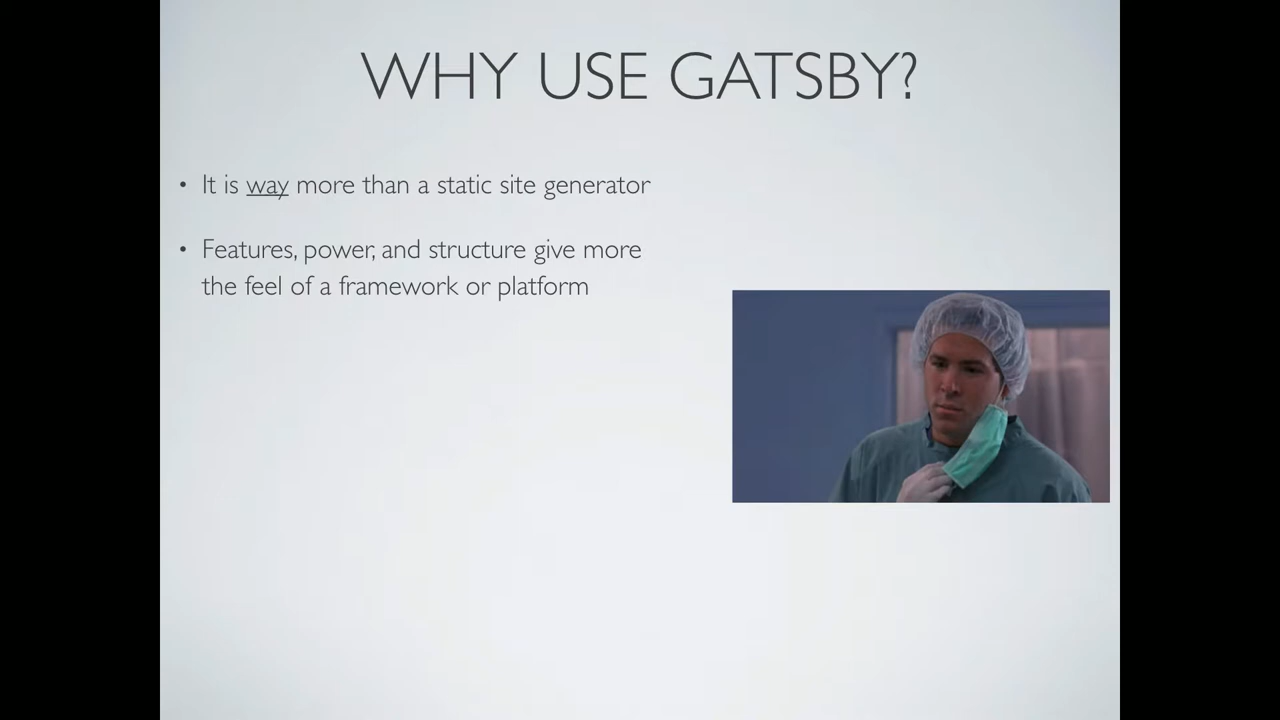 WHY USE GATSBY?
• It is way more than a static site generator
• Features, power, and structure give more
the feel of a framework or platform